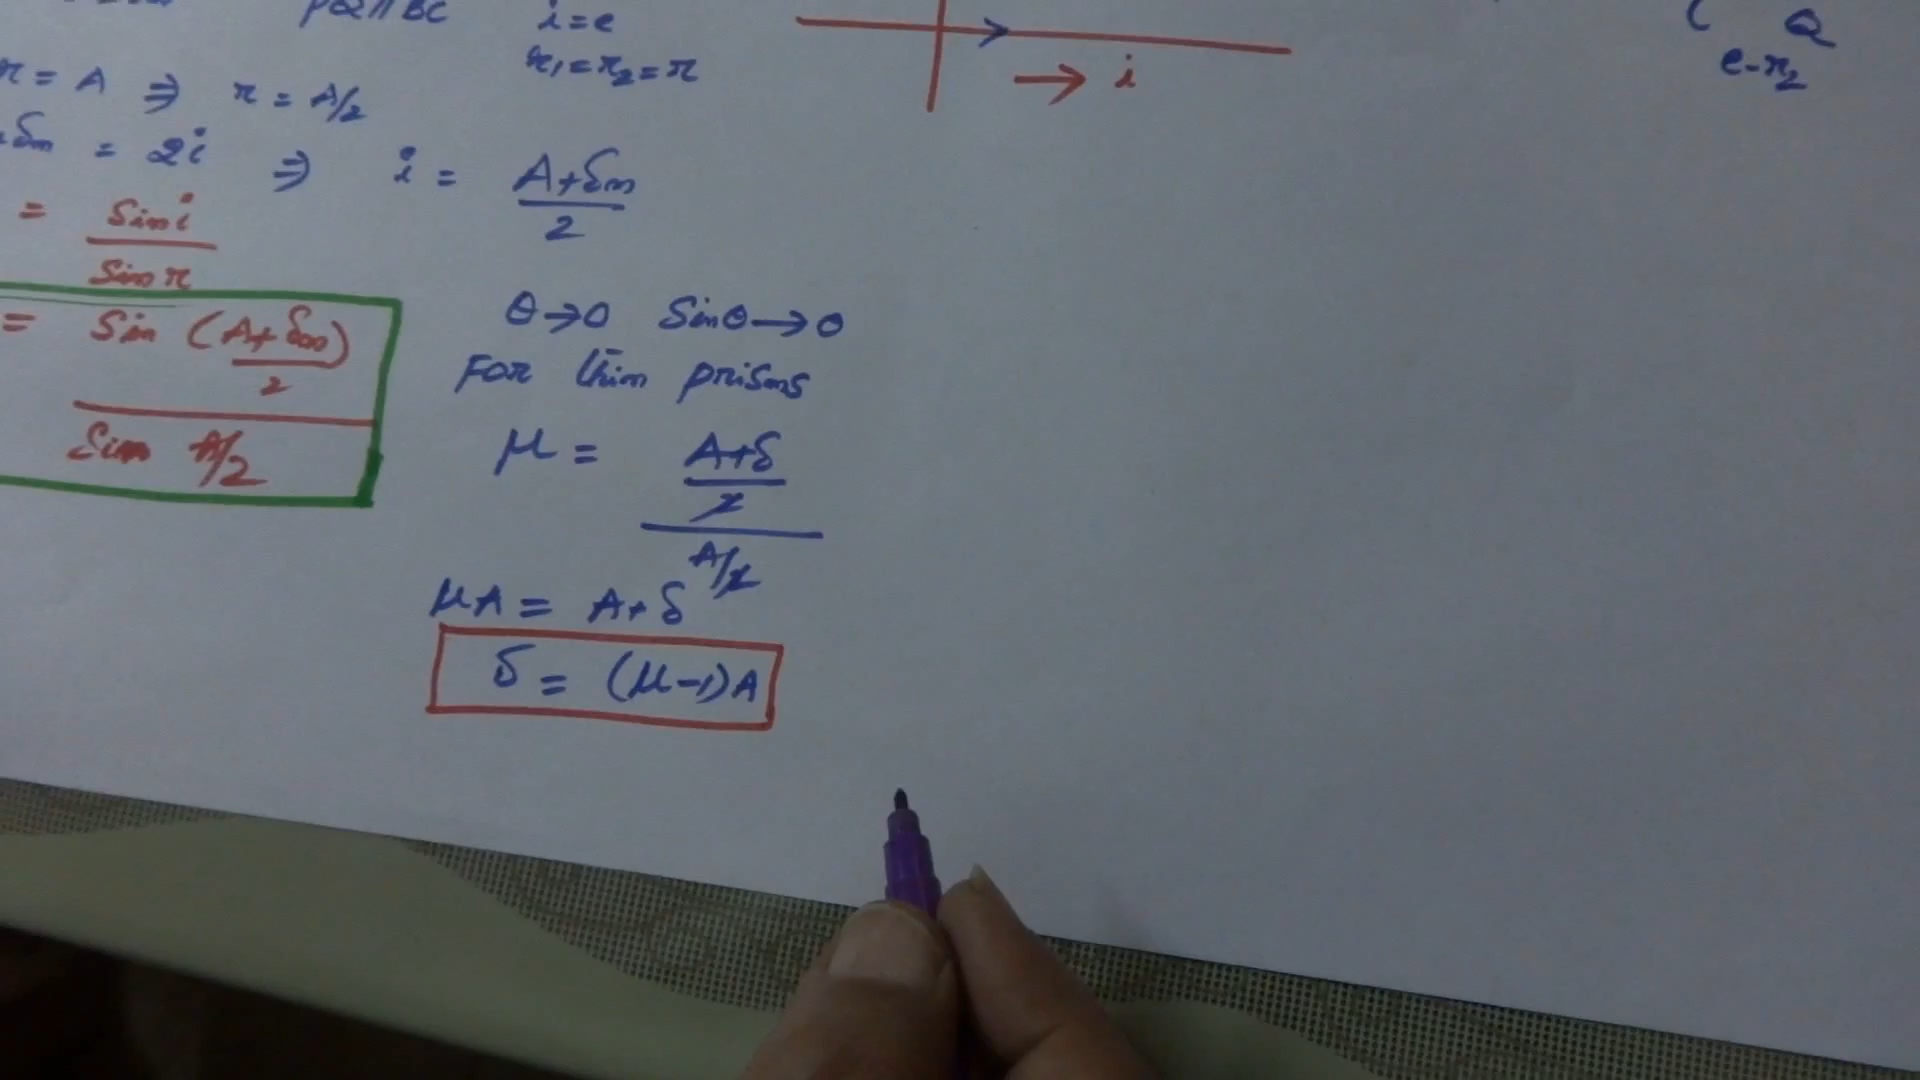 PQ ∥ BC
i = e
r₁ = r₂ = r
r = A ⇒ r = A/2
δm = 2i ⇒ i = (A+δm)/2
= Sin i / Sin r
= Sin (A+δm)/2 / Sin A/2
→ i
( Q
e-r₂
θ→0 Sinθ→θ
For thin prisms
μ = (A+δ)/2 / A/2
μA = A+δ
δ = (μ-1)A